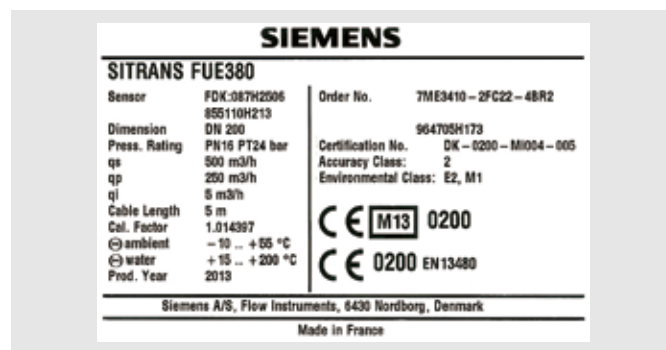 SIEMENS
SITRANS FUE380
Sensor FDK:087H2506
855110H213
Dimension DN 200
Press. Rating PN16 PT24 bar
qs 500 m3/h
qp 250 m3/h
qi 5 m3/h
Cable Length 5 m
Cal. Factor 1.014397
Θ ambient –10 .. +55 °C
Θ water +15 .. +200 °C
Prod. Year 2013
Order No. 7ME3410–2FC22–4BR2
964705H173
Certification No. DK–0200–MI004–005
Accuracy Class: 2
Environmental Class: E2, M1
CE M13 0200
CE 0200 EN13480
Siemens A/S, Flow Instruments, 6430 Nordborg, Denmark
Made in France